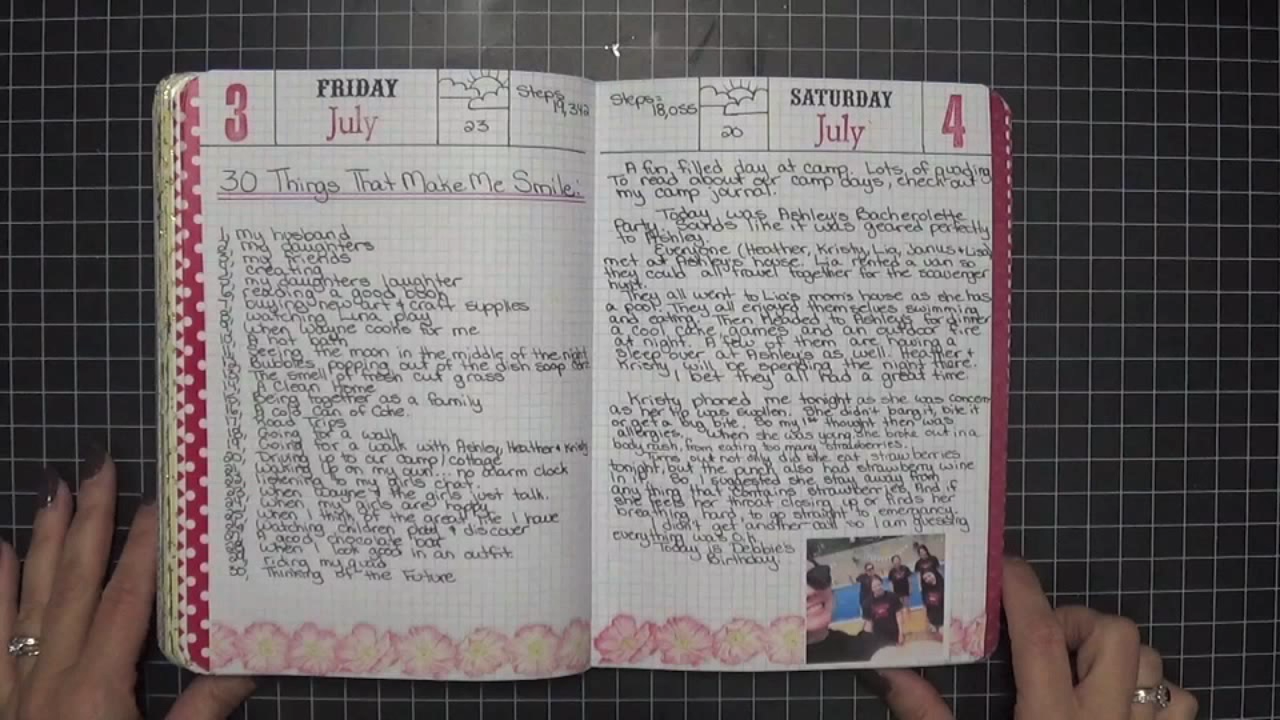 3
FRIDAY
July
23
Steps:
19,342
30 Things That Make Me Smile:
1, my husband
2, my daughters
3, my friends
4, creating
5, my daughters laughter
6, reading a good book
7, buying new art + craft supplies
8, watching Luna play
9, when Wayne cooks for me
10, a hot bath
11, Seeing the moon in the middle of the night
12, bubbles popping out of the dish soap
13, The smell of fresh cut grass
14, A clean home
15, Being together as a family
16, A cold can of Coke.
17, Road trips
18, Going for a walk
19, Going for a walk with Ashley, Heather + Kristy
20, Driving up to our camp/cottage
21, waking up on my own... no alarm clock
22, listening to my girls chat.
23, when Wayne + the girls just talk.
24, when my girls are happy
25, when I think of the great life I have
26, watching children play + discover
27, A good chocolate bar
28, when I look good in an outfit.
29, riding my quad
30, Thinking of the Future
Steps:
18,055
20
SATURDAY
July
4
A fun, filled day at camp. Lots of quading
To read about our camp days, check out
my camp journal.
Today was Ashley's Bacherolette
Party. Sounds like it was geared perfectly
to Ashley.
Everyone (Heather, Kristy, Lia, Janus + Lisa)
met at Ashley's house. Lia rented a van so
they could all travel together for the scavenger
hunt.
They all went to Lia's mom's house as she has
a pool. They all enjoyed themselves swimming
and eating. Then headed to Ashleys for dinner
a cool cake, games and an outdoor fire
at night. A few of them are having a
sleep over at Ashley's as well. Heather +
Kristy will be spending the night there.
I bet they all had a great time.
Kristy phoned me tonight as she was concern
as her lip was swollen. She didn't bang it, bite it
or get a bug bite. So my 1st thought then was
allergies. When she was young she broke out in a
body rash, from eating too many strawberries.
Turns out not only did she eat, strawberries
tonight, but the punch also had strawberry wine
in it. So I suggested she stay away from
anything that contains strawberries. And if
she feels her throat closing up or finds her
breathing hard, to go straight to emergency.
I didn't get another call so I am guessing
everything was O.K.
Today is Debbie's
Birthday